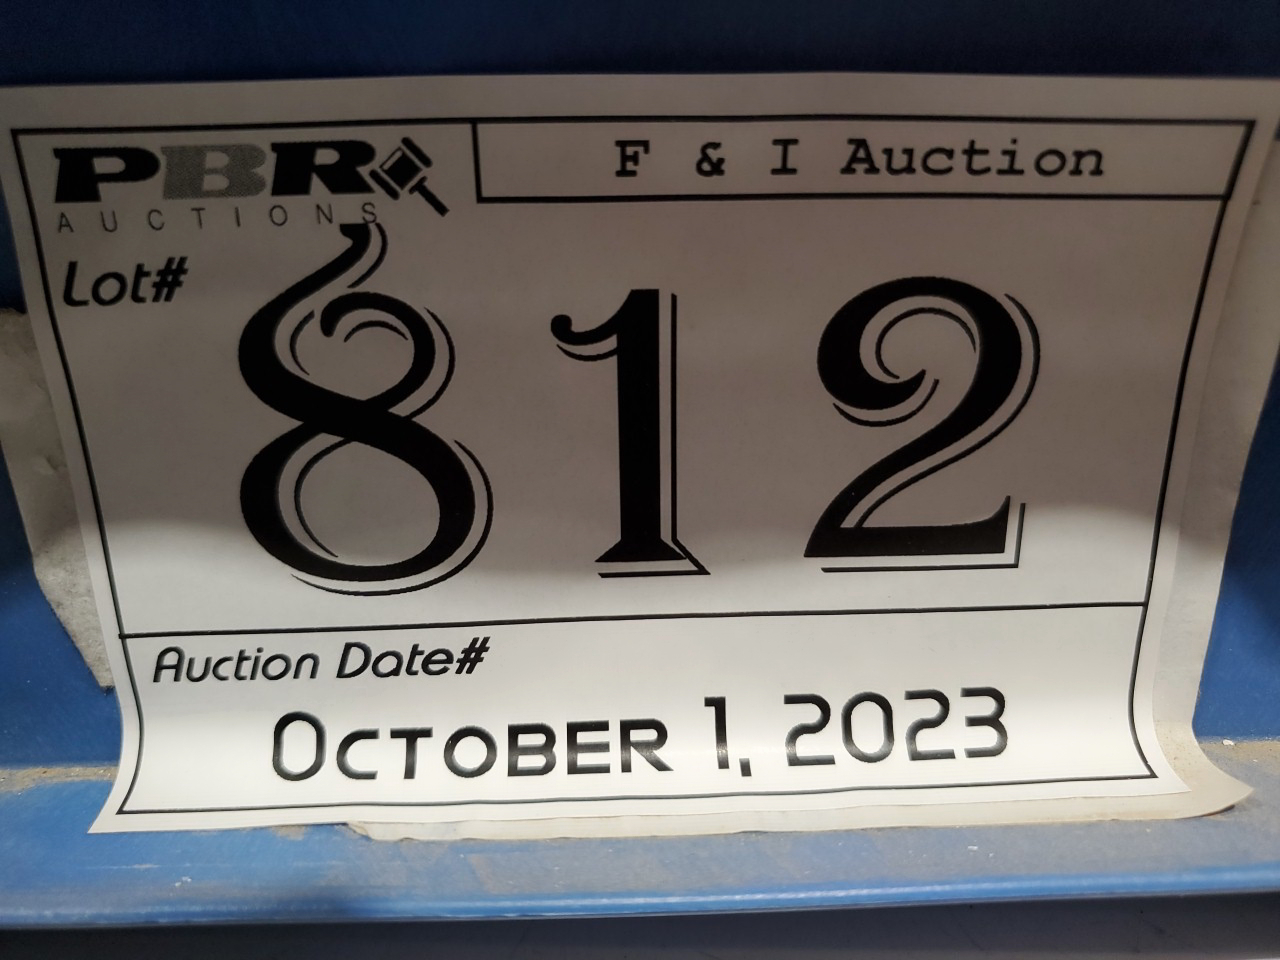 PBR
AUCTIONS
F & I Auction
Lot#
812
Auction Date#
October 1, 2023